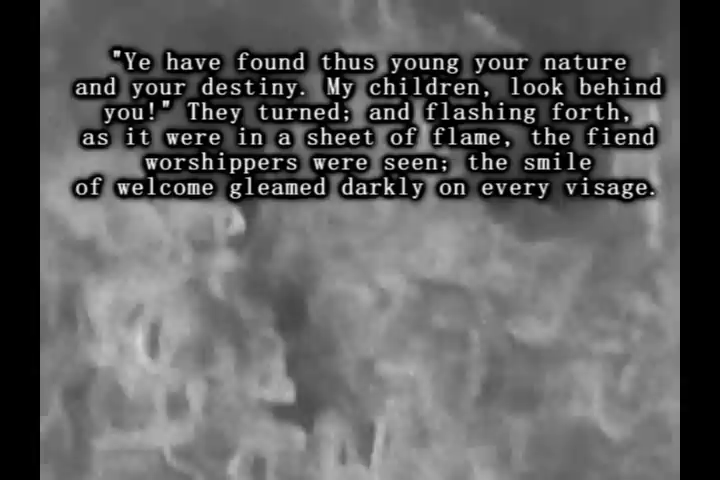 "Ye have found thus young your nature
and your destiny. My children, look behind
you!" They turned; and flashing forth,
as it were in a sheet of flame, the fiend
worshippers were seen; the smile
of welcome gleamed darkly on every visage.